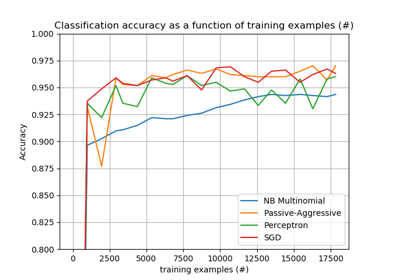 Classification accuracy as a function of training examples (#)
1.000
0.975
0.950
0.925
0.900
0.875
0.850
0.825
0.800
Accuracy
NB Multinomial
Passive-Aggressive
Perceptron
SGD
0 2500 5000 7500 10000 12500 15000 17500
training examples (#)